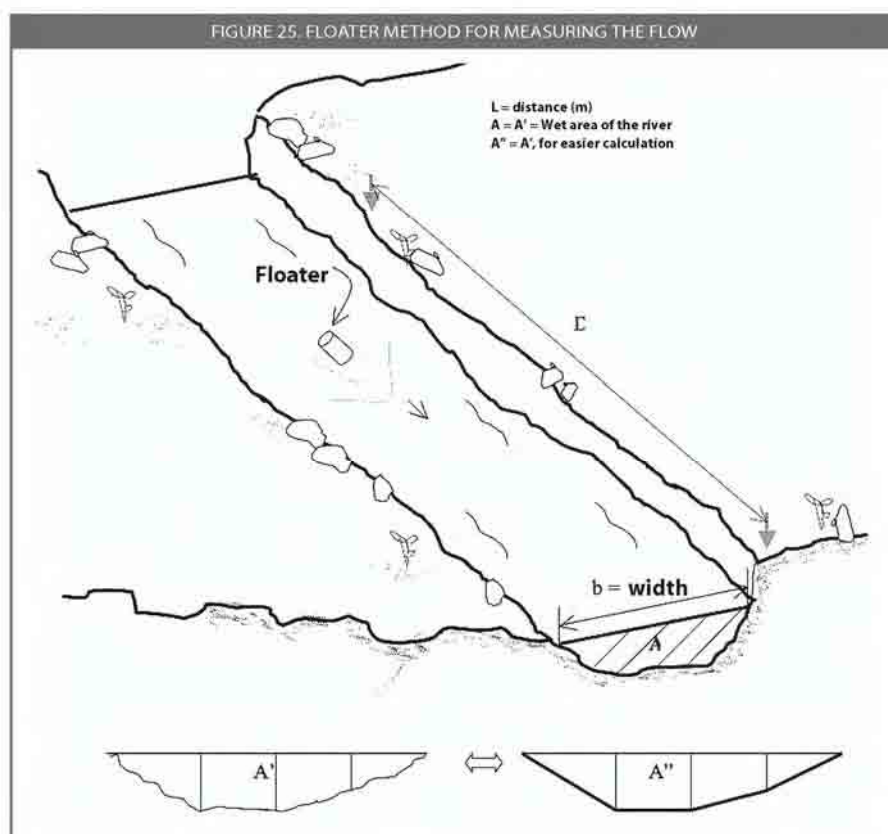 FIGURE 25. FLOATER METHOD FOR MEASURING THE FLOW
L = distance (m)
A = A' = Wet area of the river
A" = A', for easier calculation
Floater
L
b = width
A
A'
A"